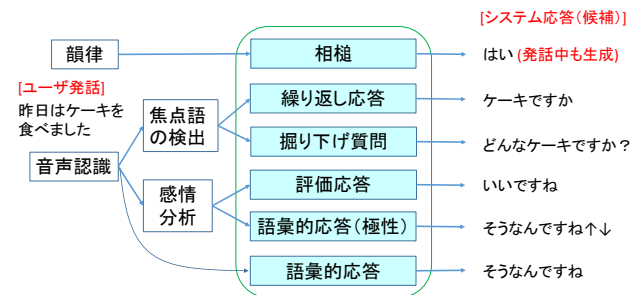 [システム応答(候補)]
韻律
相槌
はい (発話中も生成)
[ユーザ発話]
昨日はケーキを
食べました
焦点語
の検出
繰り返し応答
ケーキですか
掘り下げ質問
どんなケーキですか？
音声認識
感情
分析
評価応答
いいですね
語彙的応答(極性)
そうなんですね↑↓
語彙的応答
そうなんですね